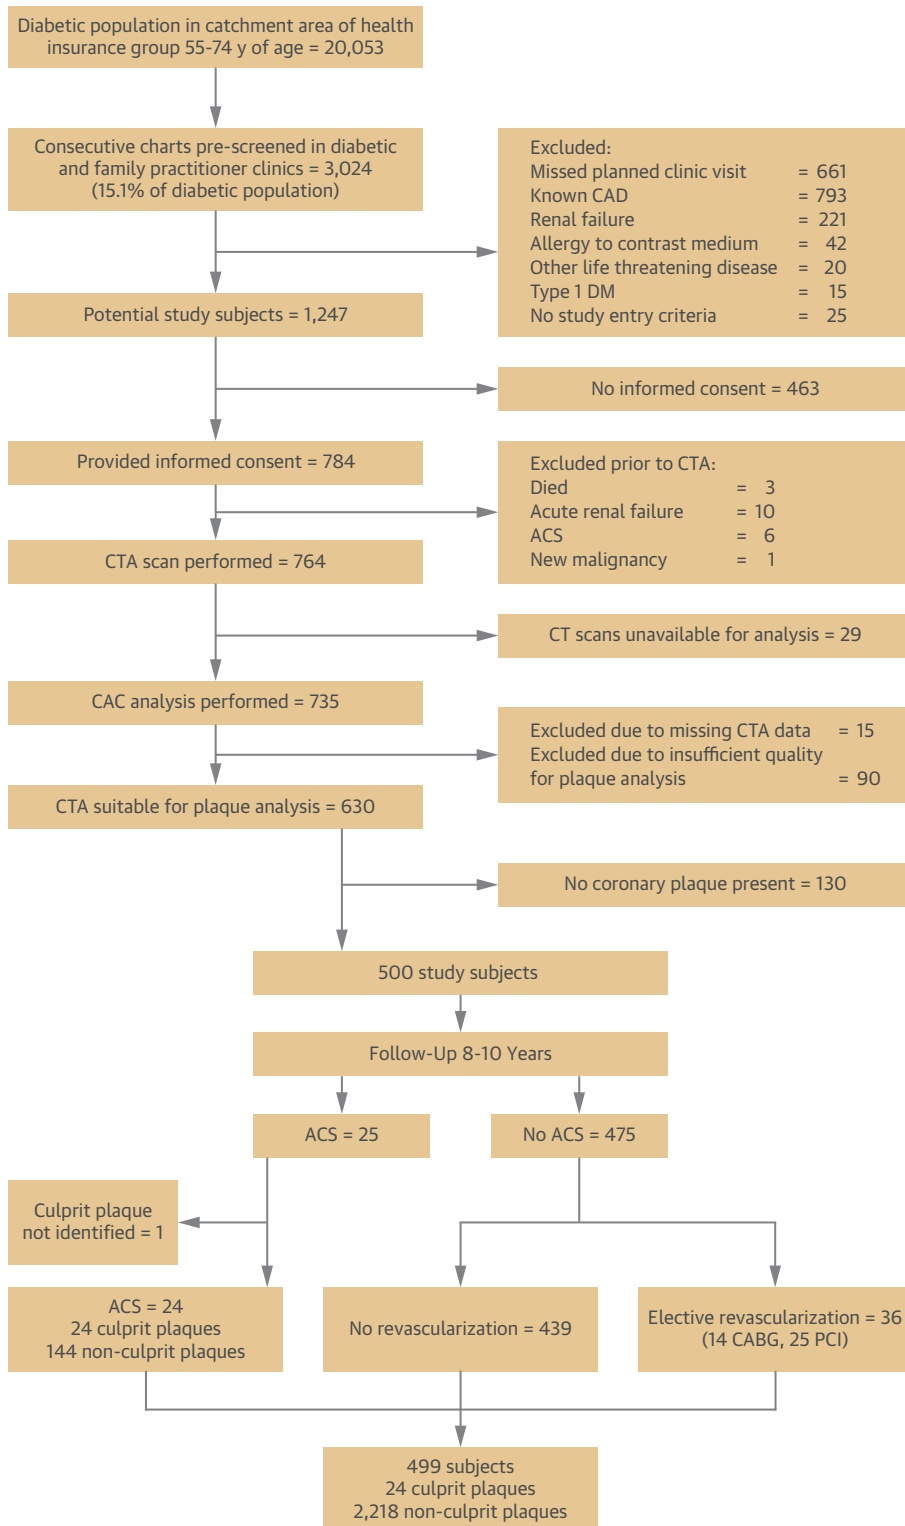 Diabetic population in catchment area of health
insurance group 55-74 y of age = 20,053
Consecutive charts pre-screened in diabetic
and family practitioner clinics = 3,024
(15.1% of diabetic population)
Excluded:
Missed planned clinic visit = 661
Known CAD = 793
Renal failure = 221
Allergy to contrast medium = 42
Other life threatening disease = 20
Type 1 DM = 15
No study entry criteria = 25
Potential study subjects = 1,247
No informed consent = 463
Provided informed consent = 784
Excluded prior to CTA:
Died = 3
Acute renal failure = 10
ACS = 6
New malignancy = 1
CTA scan performed = 764
CT scans unavailable for analysis = 29
CAC analysis performed = 735
Excluded due to missing CTA data = 15
Excluded due to insufficient quality
for plaque analysis = 90
CTA suitable for plaque analysis = 630
No coronary plaque present = 130
500 study subjects
Follow-Up 8-10 Years
ACS = 25
No ACS = 475
Culprit plaque
not identified = 1
ACS = 24
24 culprit plaques
144 non-culprit plaques
No revascularization = 439
Elective revascularization = 36
(14 CABG, 25 PCI)
499 subjects
24 culprit plaques
2,218 non-culprit plaques